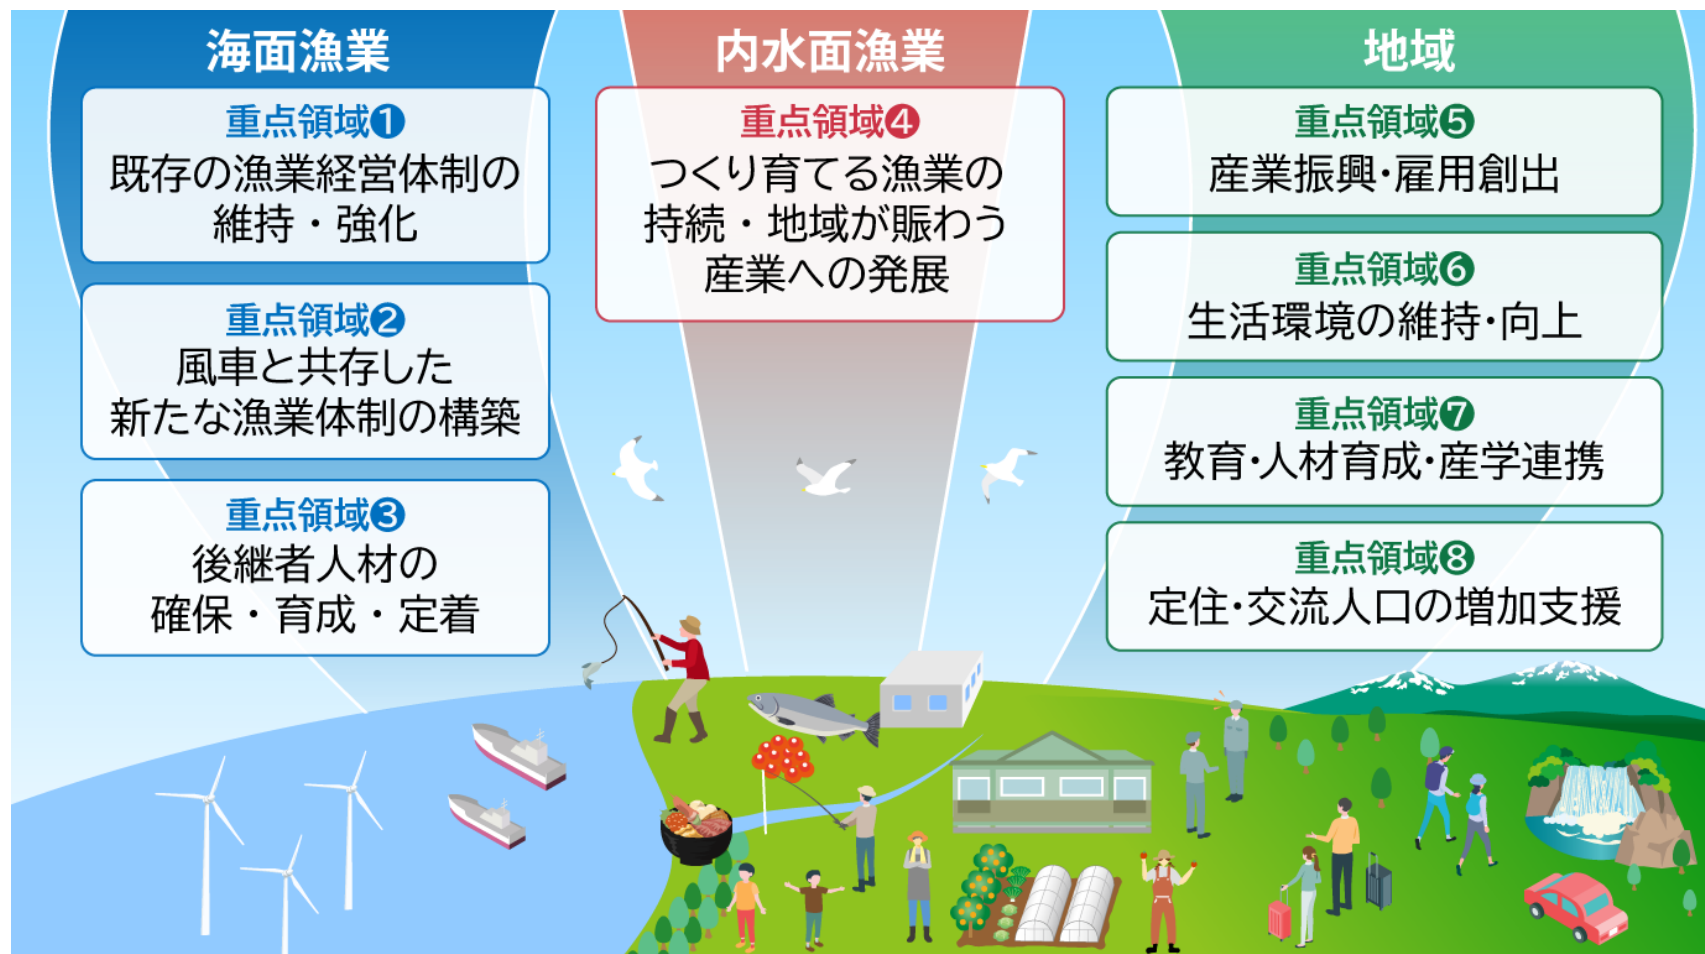 海面漁業
重点領域❶
既存の漁業経営体制の
維持・強化
重点領域❷
風車と共存した
新たな漁業体制の構築
重点領域❸
後継者人材の
確保・育成・定着
内水面漁業
重点領域❹
つくり育てる漁業の
持続・地域が賑わう
産業への発展
地域
重点領域❺
産業振興・雇用創出
重点領域❻
生活環境の維持・向上
重点領域❼
教育・人材育成・産学連携
重点領域❽
定住・交流人口の増加支援